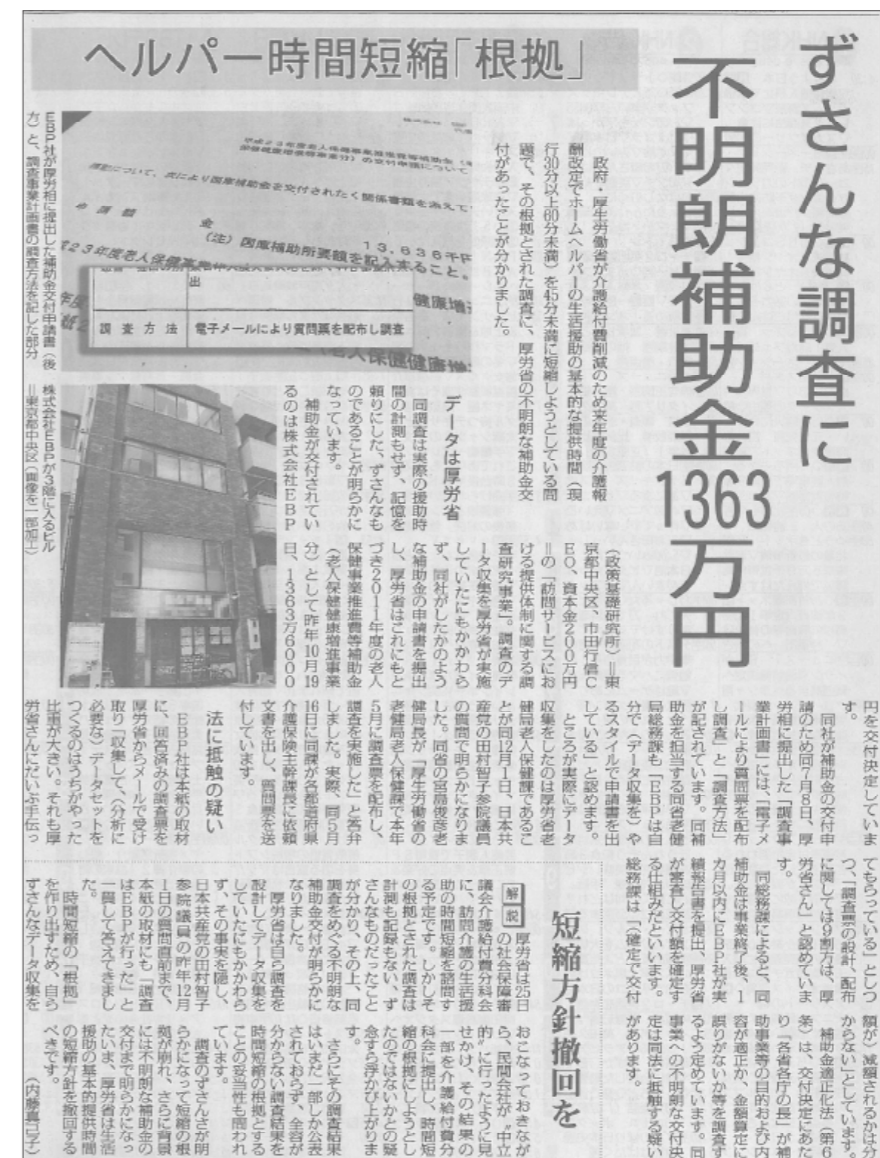 ずさんな調査に
不明朗補助金1363万円
ヘルパー時間短縮「根拠」
政府・厚生労働省が介護給付費削減のため来年度の介護報
酬改定でホームヘルパーの生活援助の基本的な提供時間（現
行30分以上60分未満）を45分未満に短縮しようとしている問
題で、その根拠とされた調査に、厚労省の不明朗な補助金交
付があったことが分かりました。
13,636千円
(注) 国庫補助所要額を記入すること。
調査方法
電子メールにより質問票を配布し調査
EBP社が厚労相に提出した補助金交付申請書（後
方）と、調査事業計画書の調査方法を記した部分
株式会社EBPが3階に入るビル
＝東京都中央区（画像を一部加工）
データは厚労省
同調査は実際の援助時
間の計測もせず、記憶を
頼りにした、ずさんなも
のであることが明らかに
なっています。
補助金が交付されてい
るのは株式会社EBP
（政策基礎研究所）＝東
京都中央区、市田行信C
EO、資本金200万円
＝の「訪問サービスにお
ける提供体制に関する調
査研究事業」。調査のデ
ータ収集を厚労省が実施
していたにもかかわら
ず、同社がしたかのよう
な補助金の申請書を提出
し、厚労省はこれにもと
づき2011年度の老人
保健事業推進費等補助金
（老人保健健康増進事業
分）として昨年10月19
日、1363万6000
円を交付決定していま
す。
同社が補助金の交付申
請のため同7月8日、厚
労相に提出した「調査事
業計画書」には、「電子メ
ールにより質問票を配布
し調査」と「調査方法」
が記されています。同補
助金を担当する同省老健
局総務課も「EBPは自
分で（データ収集を）や
るスタイルで申請書を出
している」と認めます。
ところが実際にデータ
収集をしたのは厚労省老
健局老人保健課であるこ
とが同12月1日、日本共
産党の田村智子参院議員
の質問で明らかになりま
した。同省の宮島俊彦老
健局長が「厚生労働省の
老健局老人保健課で本年
5月に調査票を配布し、
調査を実施した」と答弁
しました。実際、同5月
16日に同課が各都道府県
介護保険主幹課長に依頼
文書を出し、質問票を送
付しています。
法に抵触の疑い
EBP社は本紙の取材
に、回答済みの調査票を
厚労省からメールで受け
取り「収集して、（分析に
必要な）データセットを
つくるのはうちがやった
比重が大きい。それも厚
労省さんにだいぶ手伝っ
てもらっている」としつ
つ、「調査票の設計、配布
に関しては9割方は、厚
労省さん」と認めていま
す。
同総務課によると、同
補助金は事業終了後、1
カ月以内にEBP社が実
績報告書を提出、厚労省
が審査し交付額を確定す
る仕組みだといいます。
総務課は「（確定で交付
額が）減額されるかは分
からない」としています。
補助金適正化法（第6
条）は、交付決定にあた
り「各省各庁の長」が補
助事業等の目的および内
容が適正か、金額算定に
誤りがないか等を調査す
るよう定めています。同
事業への不明朗な交付決
定は同法に抵触する疑い
があります。
短縮方針撤回を
解説
厚労省は25日
の社会保障審
議会介護給付費分科会
に、訪問介護の生活援
助の時間短縮を諮問す
る予定です。しかしそ
の根拠とされた調査は
計測も記録もない、ず
さんなものだったこと
が分かり、その上、同
調査をめぐる不明朗な
補助金交付が明らかに
なりました。
厚労省は自ら調査を
設計してデータ収集を
していたにもかかわら
ず、その事実を隠し、
日本共産党の田村智子
参院議員の昨年12月
1日の質問直前まで、
本紙の取材にも「調査
はEBPが行った」と
一貫して答えてきまし
た。
時間短縮の「根拠」
を作り出すため、自ら
ずさんなデータ収集を
おこなっておきなが
ら、民間会社が“中立
的”に行ったように見
せかけ、その結果の
一部を介護給付費分
科会に提出し、時間短
縮の根拠にしようとし
たのではないかとの疑
念すら浮かび上がりま
す。
さらにその調査結果
はいまだ一部しか公表
されておらず、全容が
分からない調査結果を
時間短縮の根拠とする
ことの妥当性も問われ
ています。
調査のずさんさが明
らかになって短縮の根
拠が崩れ、さらに背景
には不明朗な補助金の
交付まで明らかになっ
たいま、厚労省は生活
援助の基本的提供時間
の短縮方針を撤回する
べきです。